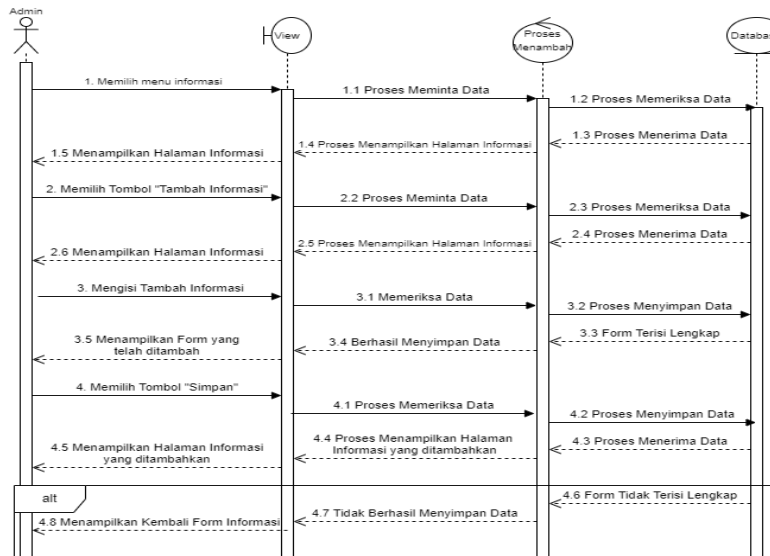 Admin
View
Proses
Menambah
1. Memilih menu informasi
1.1 Proses Meminta Data
1.2 Proses Memeriksa Data
1.3 Proses Menerima Data
1.4 Proses Menampilkan Halaman Informasi
1.5 Menampilkan Halaman Informasi
2. Memilih Tombol "Tambah Informasi"
2.2 Proses Meminta Data
2.3 Proses Memeriksa Data
2.4 Proses Menerima Data
2.5 Proses Menampilkan Halaman Informasi
2.6 Menampilkan Halaman Informasi
3. Mengisi Tambah Informasi
3.1 Memeriksa Data
3.2 Proses Menyimpan Data
3.3 Form Terisi Lengkap
3.4 Berhasil Menyimpan Data
3.5 Menampilkan Form yang
telah ditambah
4. Memilih Tombol "Simpan"
4.1 Proses Memeriksa Data
4.2 Proses Menyimpan Data
4.3 Proses Menerima Data
4.4 Proses Menampilkan Halaman
Informasi yang ditambahkan
4.5 Menampilkan Halaman Informasi
yang ditambahkan
alt
4.6 Form Tidak Terisi Lengkap
4.7 Tidak Berhasil Menyimpan Data
4.8 Menampilkan Kembali Form Informasi